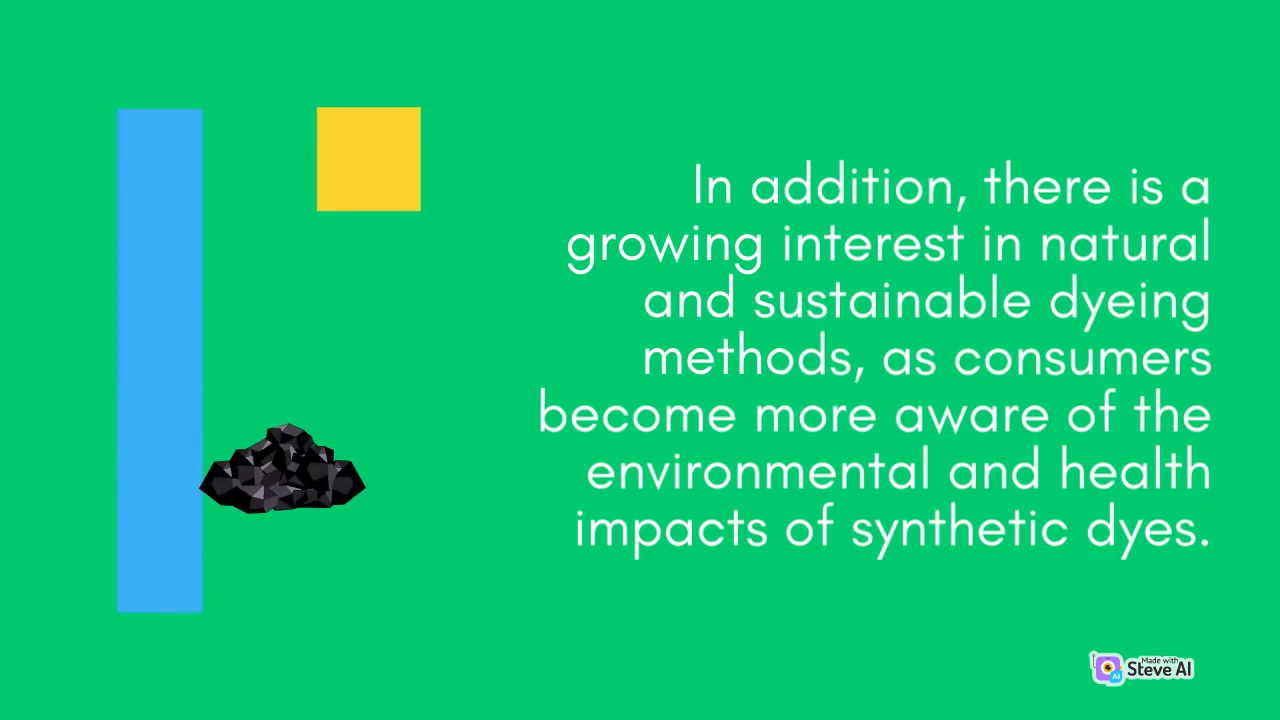 In addition, there is a
growing interest in natural
and sustainable dyeing
methods, as consumers
become more aware of the
environmental and health
impacts of synthetic dyes.
Made with
Steve AI
AI